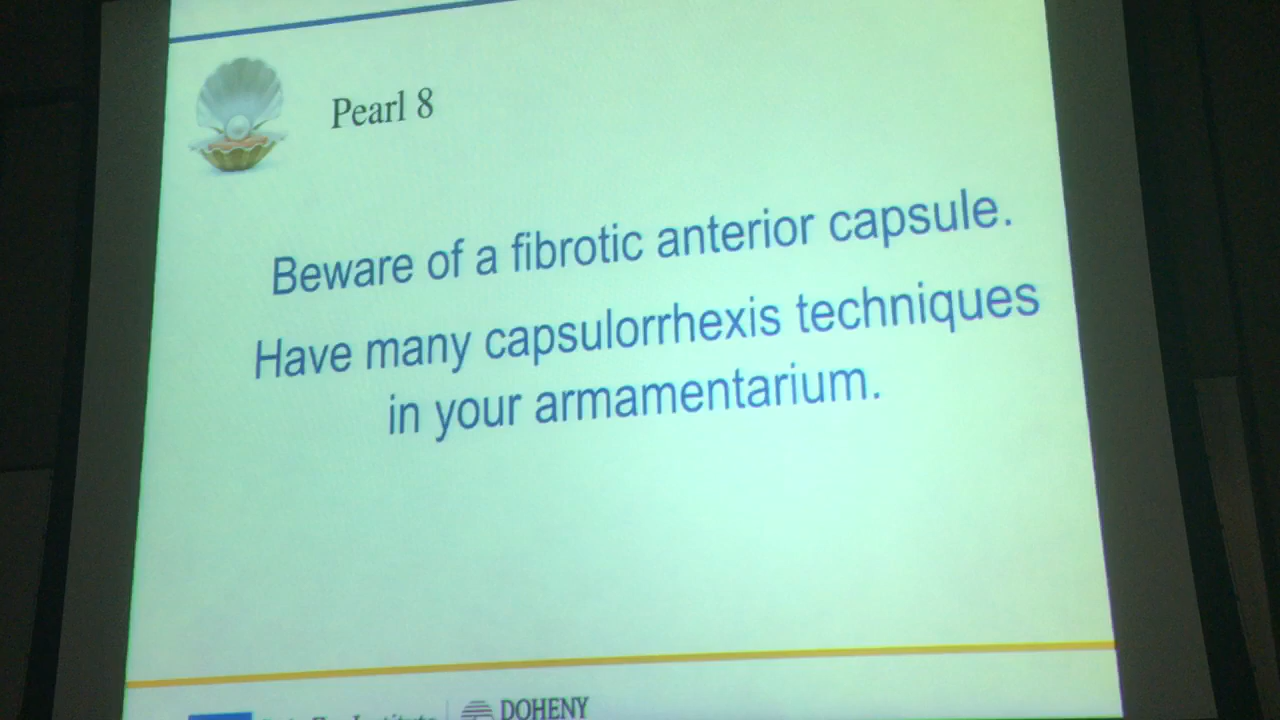 Pearl 8
Beware of a fibrotic anterior capsule.
Have many capsulorrhexis techniques
in your armamentarium.
DOHENY